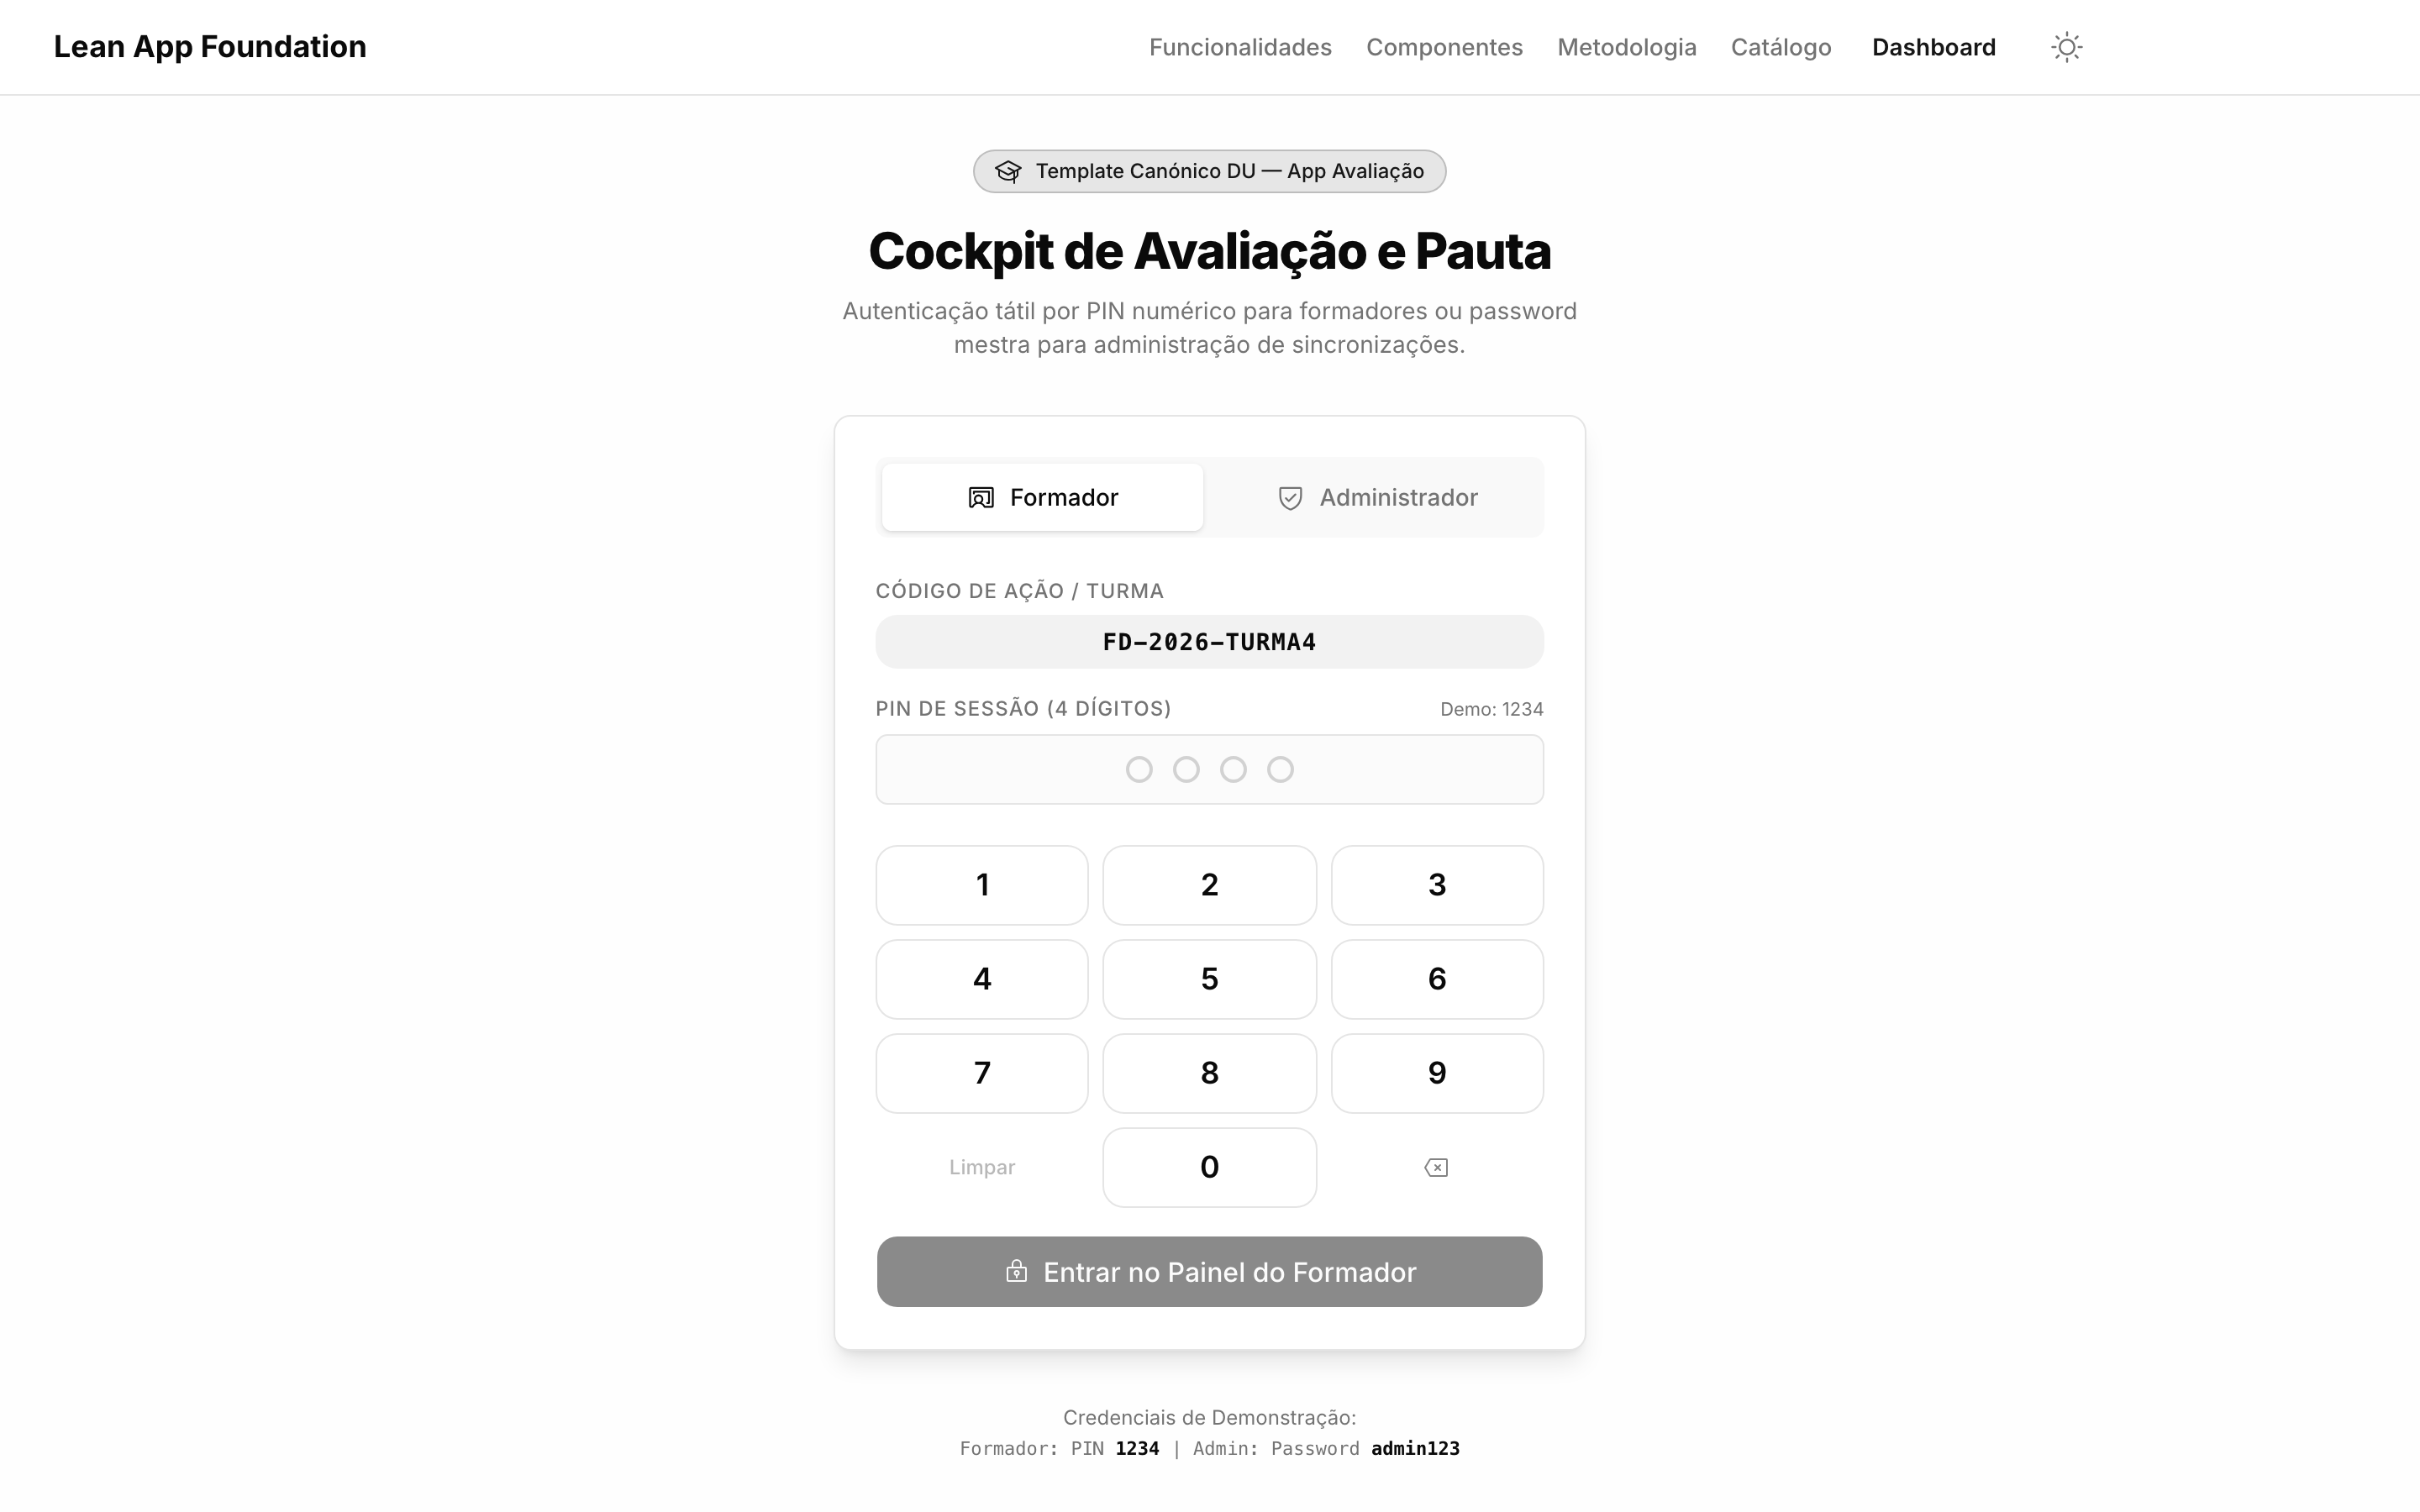 Lean App Foundation
Funcionalidades Componentes Metodologia Catálogo Dashboard
Template Canónico DU — App Avaliação
Cockpit de Avaliação e Pauta
Autenticação tátil por PIN numérico para formadores ou password
mestra para administração de sincronizações.
Formador Administrador
CÓDIGO DE AÇÃO / TURMA
FD-2026-TURMA4
PIN DE SESSÃO (4 DÍGITOS) Demo: 1234
1 2 3
4 5 6
7 8 9
Limpar 0
Entrar no Painel do Formador
Credenciais de Demonstração:
Formador: PIN 1234 | Admin: Password admin123